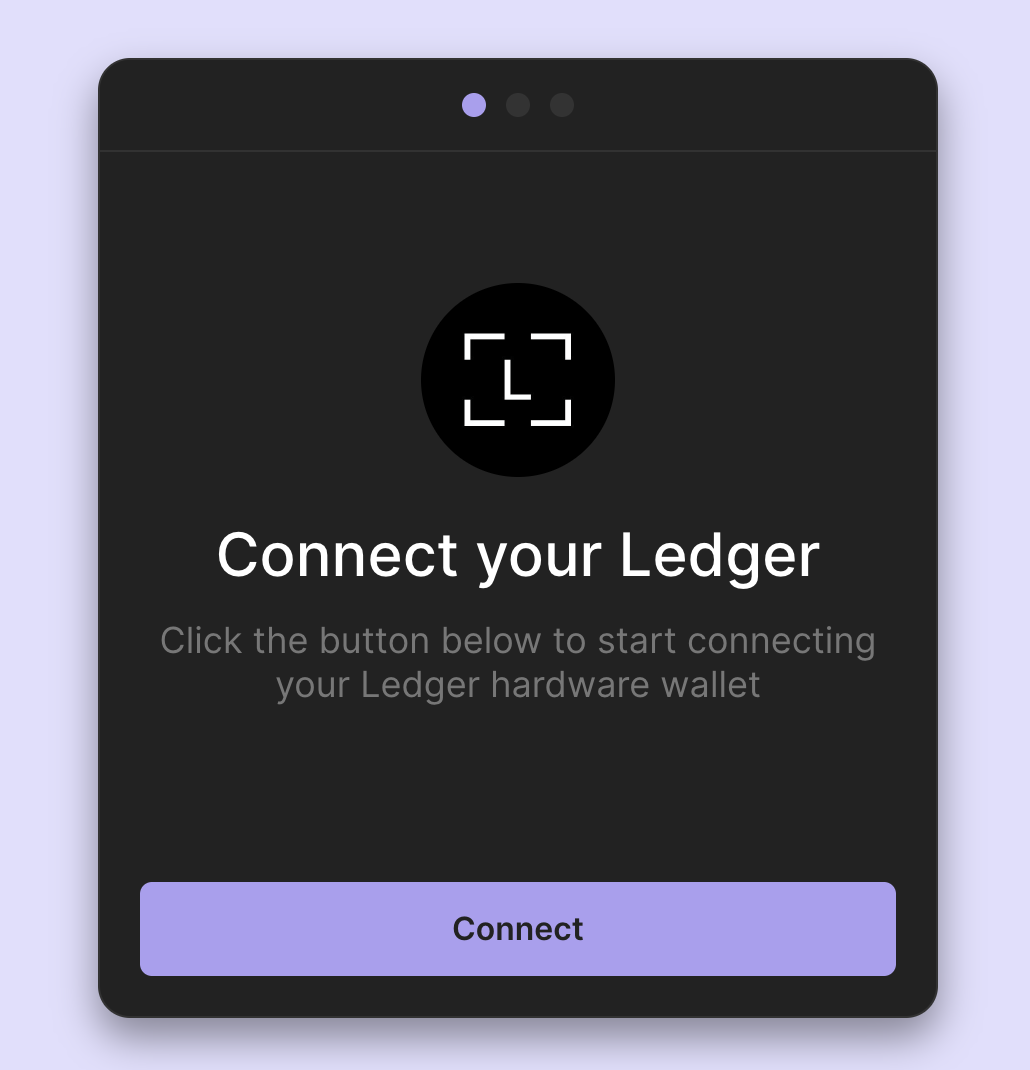 L
Connect your Ledger
Click the button below to start connecting
your Ledger hardware wallet
Connect